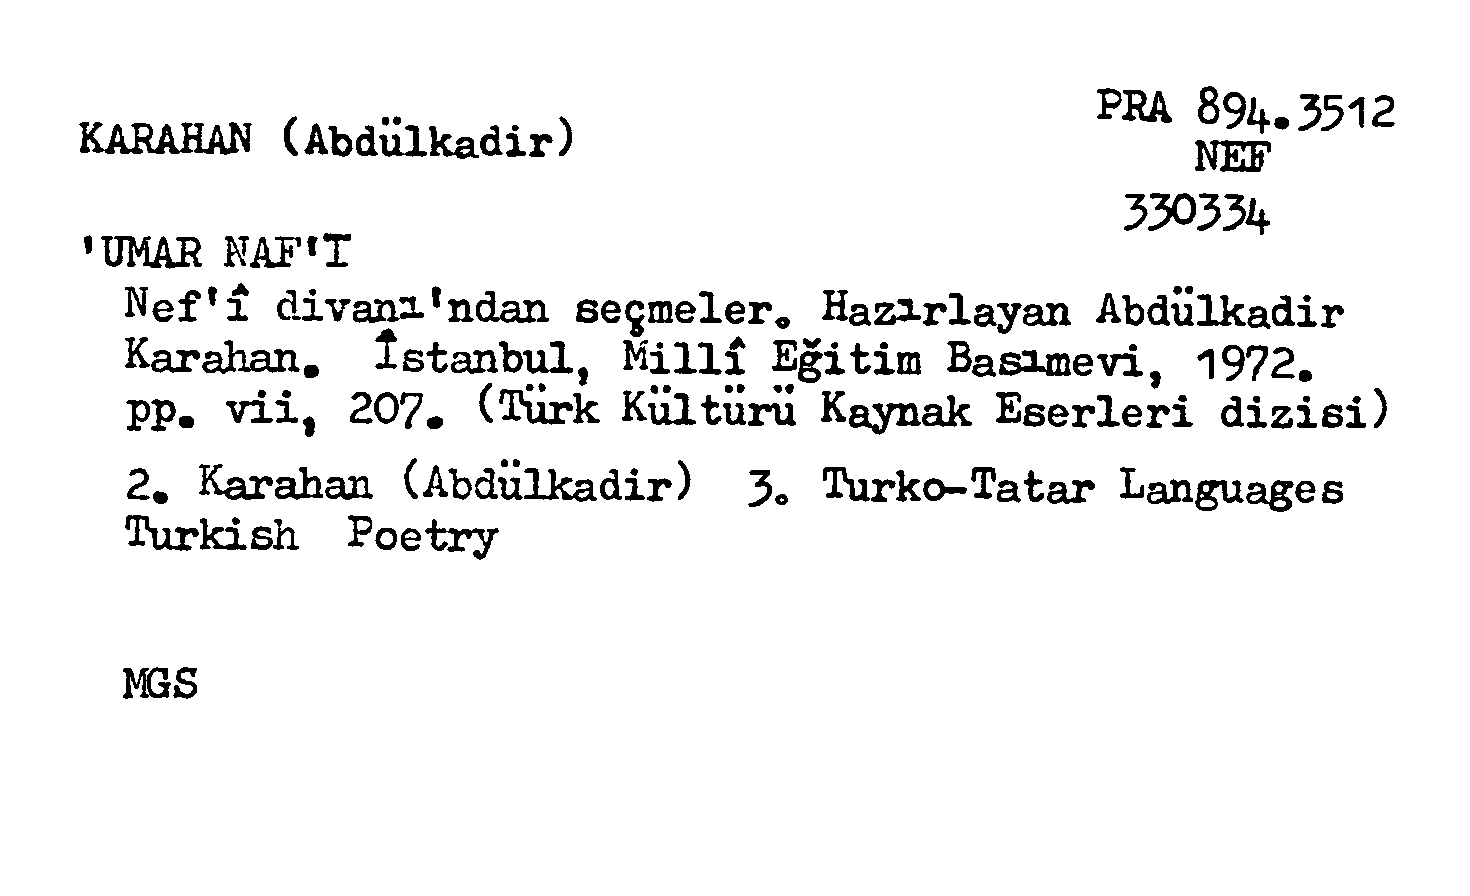 PRA 894.3512
KARAHAN (Abdülkadir)
NEF
330334
'UMAR NAF'Ī
Nef'î divanı'ndan seçmeler. Hazırlayan Abdülkadir
Karahan. İstanbul, Millî Eğitim Basımevi, 1972.
pp. vii, 207. (Türk Kültürü Kaynak Eserleri dizisi)
2. Karahan (Abdülkadir) 3. Turko-Tatar Languages
Turkish Poetry
MGS